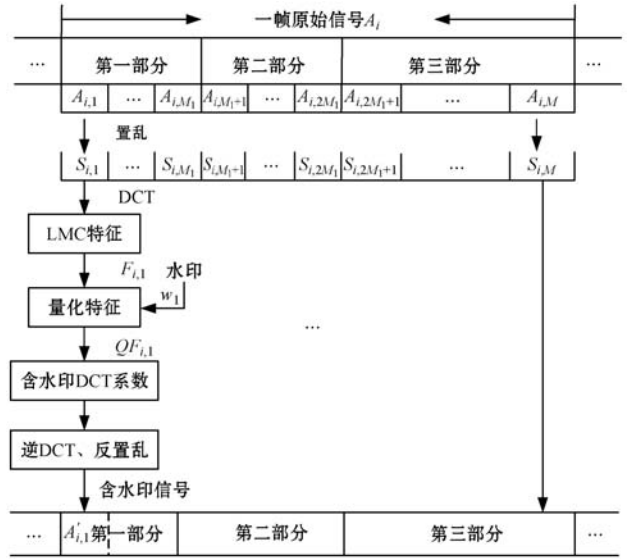 一帧原始信号A_i
... 第一部分 第二部分 第三部分 ...
A_{i,1} ... A_{i,M_1} A_{i,M_1+1} ... A_{i,2M_1} A_{i,2M_1+1} ... A_{i,M}
置乱
S_{i,1} ... S_{i,M_1} S_{i,M_1+1} ... S_{i,2M_1} S_{i,2M_1+1} ... S_{i,M}
DCT
LMC特征
F_{i,1} 水印
w_1
量化特征
...
QF_{i,1}
含水印DCT系数
逆DCT、反置乱
含水印信号
... A'_{i,1} 第一部分 第二部分 第三部分 ...